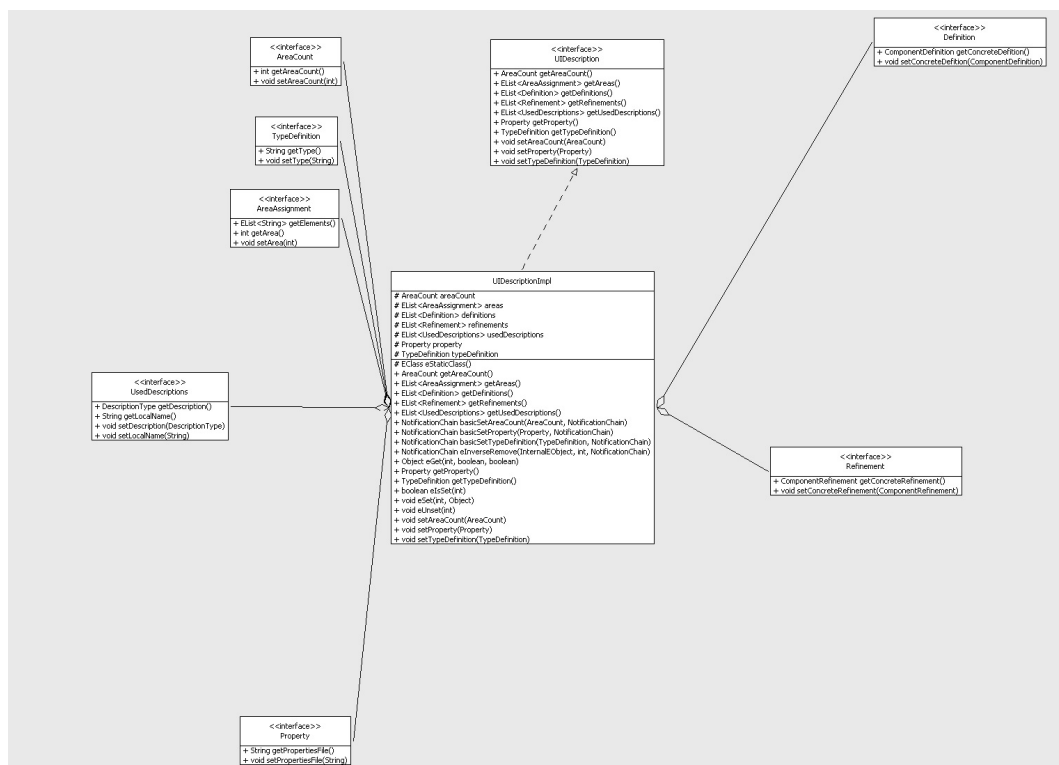 <<interface>>
AreaCount
+ int getAreaCount()
+ void setAreaCount(int)
<<interface>>
UIDescription
+ AreaCount getAreaCount()
+ EList<AreaAssignment> getAreas()
+ EList<Definition> getDefinitions()
+ EList<Refinement> getRefinements()
+ EList<UsedDescriptions> getUsedDescriptions()
+ Property getProperty()
+ TypeDefinition getTypeDefinition()
+ void setAreaCount(AreaCount)
+ void setProperty(Property)
+ void setTypeDefinition(TypeDefinition)
<<interface>>
Definition
+ ComponentDefinition getConcreteDefition()
+ void setConcreteDefition(ComponentDefinition)
<<interface>>
TypeDefinition
+ String getType()
+ void setType(String)
<<interface>>
AreaAssignment
+ EList<String> getElements()
+ int getArea()
+ void setArea(int)
UIDescriptionImpl
# AreaCount areaCount
# EList<AreaAssignment> areas
# EList<Definition> definitions
# EList<Refinement> refinements
# EList<UsedDescriptions> usedDescriptions
# Property property
# TypeDefinition typeDefinition
# EClass eStaticClass()
+ AreaCount getAreaCount()
+ EList<AreaAssignment> getAreas()
+ EList<Definition> getDefinitions()
+ EList<Refinement> getRefinements()
+ EList<UsedDescriptions> getUsedDescriptions()
+ NotificationChain basicSetAreaCount(AreaCount, NotificationChain)
+ NotificationChain basicSetProperty(Property, NotificationChain)
+ NotificationChain basicSetTypeDefinition(TypeDefinition, NotificationChain)
+ NotificationChain eInverseRemove(InternalEObject, int, NotificationChain)
+ Object eGet(int, boolean, boolean)
+ Property getProperty()
+ TypeDefinition getTypeDefinition()
+ boolean eIsSet(int)
+ void eSet(int, Object)
+ void eUnset(int)
+ void setAreaCount(AreaCount)
+ void setProperty(Property)
+ void setTypeDefinition(TypeDefinition)
<<interface>>
UsedDescriptions
+ DescriptionType getDescription()
+ String getLocalName()
+ void setDescription(DescriptionType)
+ void setLocalName(String)
<<interface>>
Refinement
+ ComponentRefinement getConcreteRefinement()
+ void setConcreteRefinement(ComponentRefinement)
<<interface>>
Property
+ String getPropertiesFile()
+ void setPropertiesFile(String)